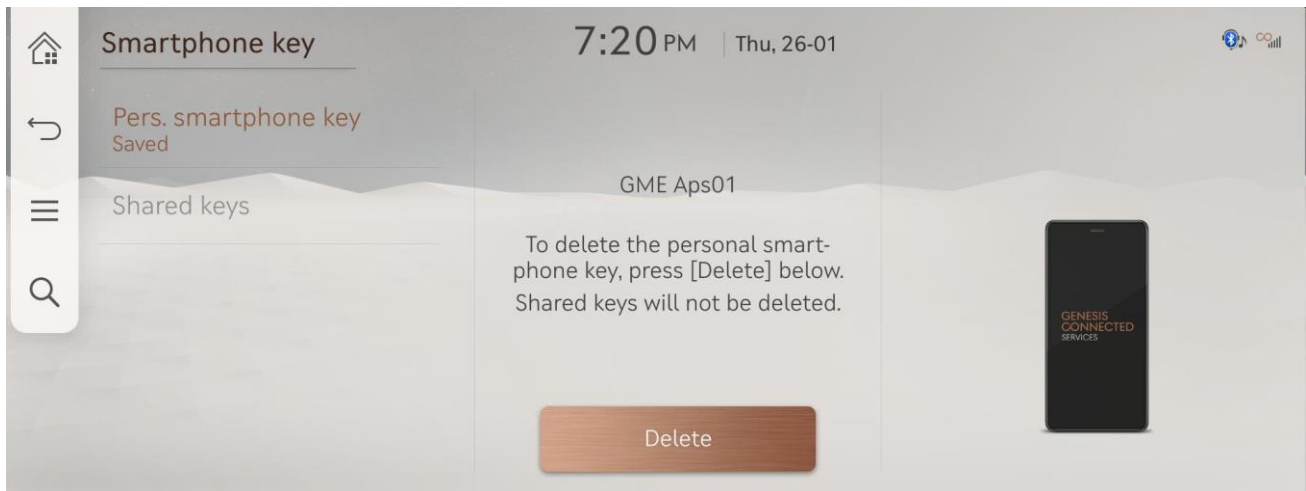 Smartphone key
7:20 PM
Thu, 26-01
Pers. smartphone key
Saved
Shared keys
GME Aps01
To delete the personal smart-
phone key, press [Delete] below.
Shared keys will not be deleted.
Delete
GENESIS
CONNECTED
SERVICES